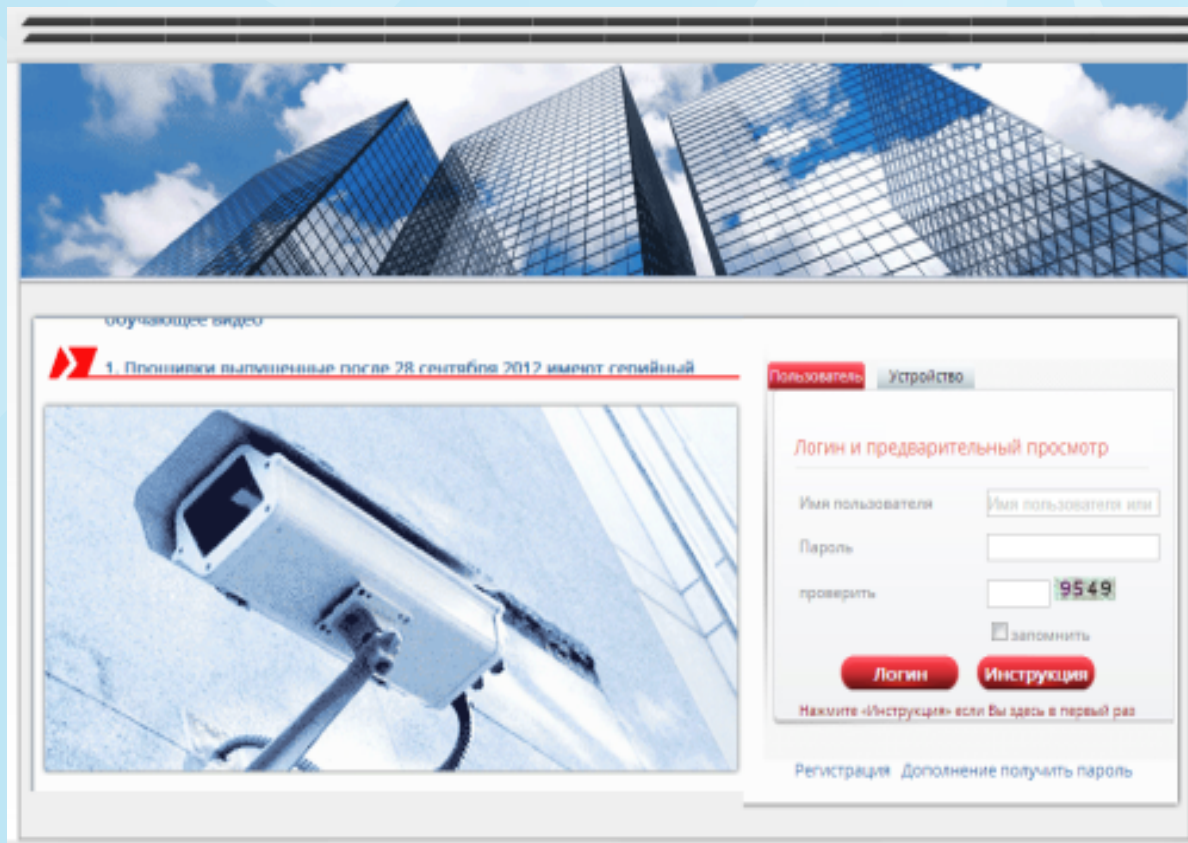 обучающее видео
1. Прошивки выпущенные после 28 сентября 2012 имеют серийный
Пользователь Устройство
Логин и предварительный просмотр
Имя пользователя Имя пользователя или
Пароль
проверить 9549
запомнить
Логин Инструкция
Нажмите «Инструкция» если Вы здесь в первый раз
Регистрация Дополнение получить пароль